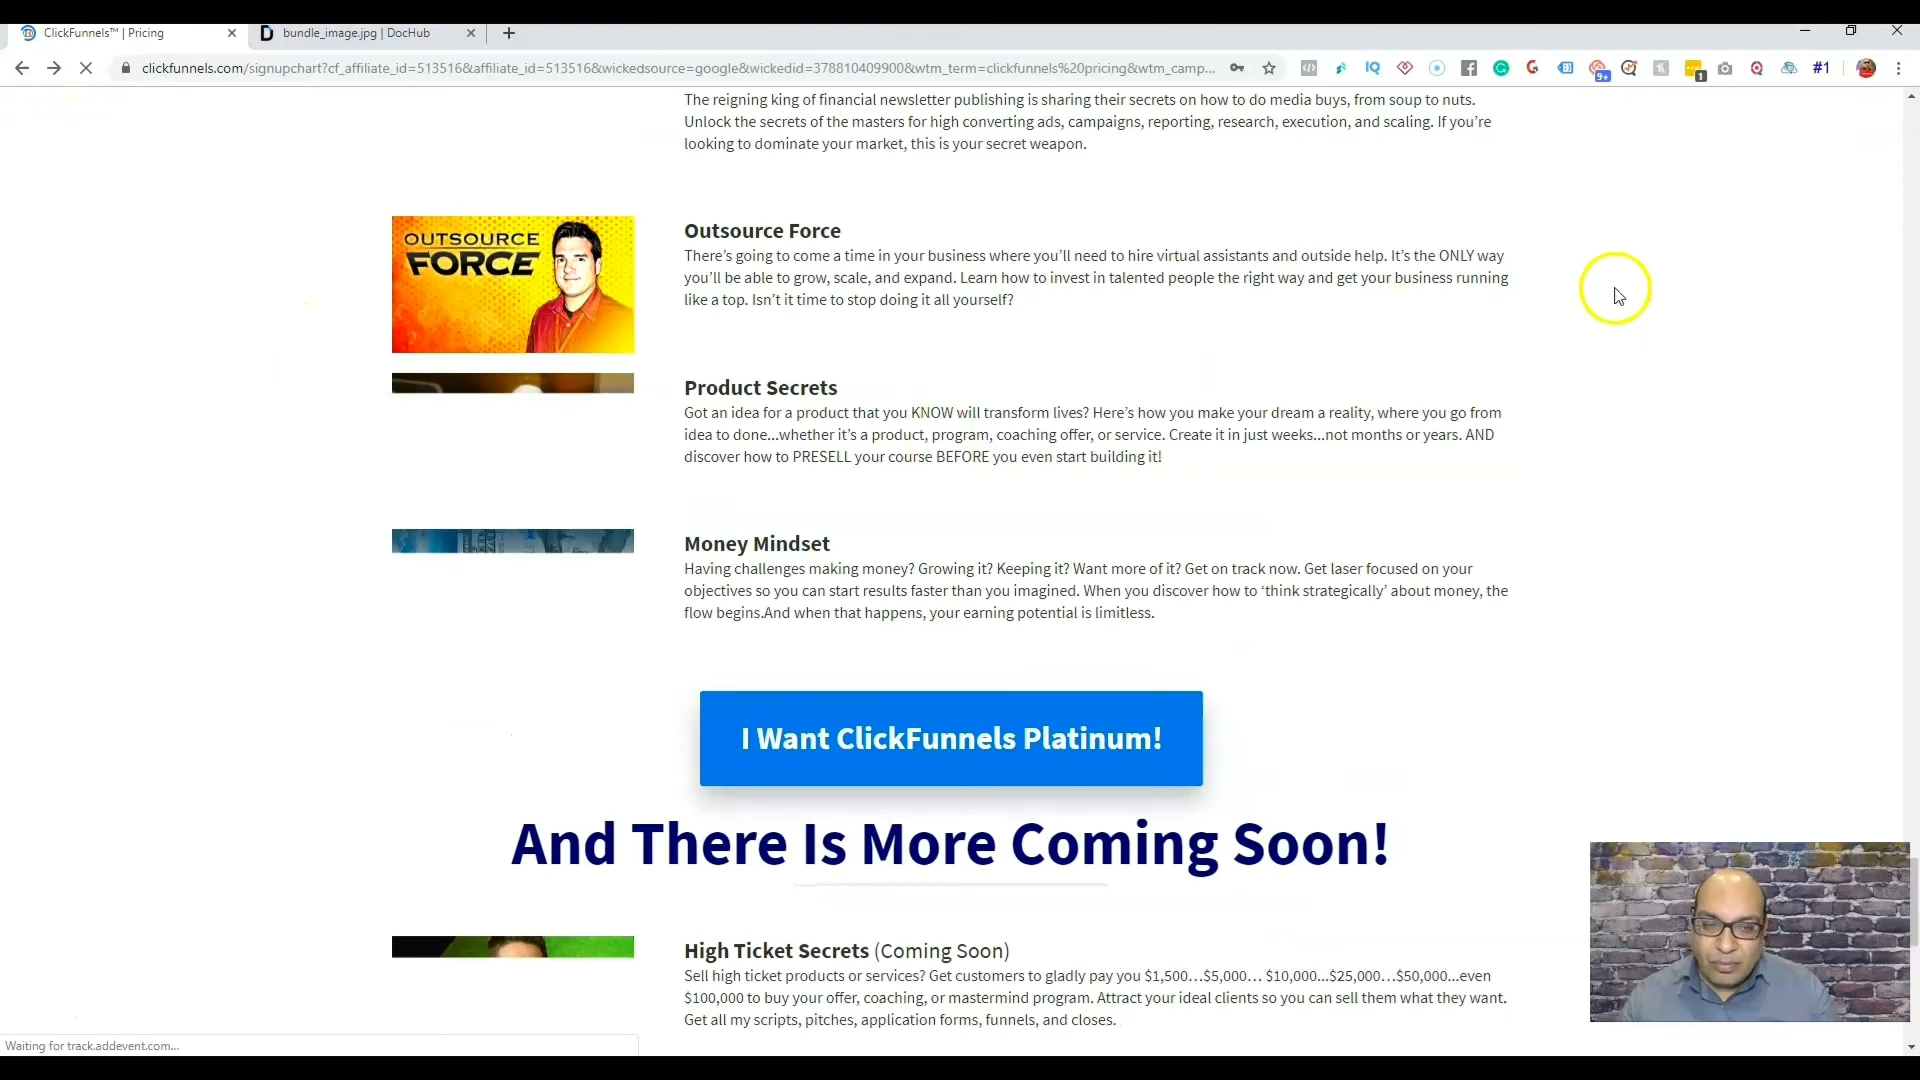 ClickFunnels™ | Pricing
bundle_image.jpg | DocHub
clickfunnels.com/signupchart?cf_affiliate_id=513516&affiliate_id=513516&wickedsource=google&wickedid=378810409900&wtm_term=clickfunnels%20pricing&wtm_camp...
IQ
9+
1
#1
The reigning king of financial newsletter publishing is sharing their secrets on how to do media buys, from soup to nuts.
Unlock the secrets of the masters for high converting ads, campaigns, reporting, research, execution, and scaling. If you're
looking to dominate your market, this is your secret weapon.
OUTSOURCE
FORCE
Outsource Force
There's going to come a time in your business where you'll need to hire virtual assistants and outside help. It's the ONLY way
you'll be able to grow, scale, and expand. Learn how to invest in talented people the right way and get your business running
like a top. Isn't it time to stop doing it all yourself?
Product Secrets
Got an idea for a product that you KNOW will transform lives? Here's how you make your dream a reality, where you go from
idea to done...whether it's a product, program, coaching offer, or service. Create it in just weeks...not months or years. AND
discover how to PRESELL your course BEFORE you even start building it!
Money Mindset
Having challenges making money? Growing it? Keeping it? Want more of it? Get on track now. Get laser focused on your
objectives so you can start results faster than you imagined. When you discover how to ‘think strategically’ about money, the
flow begins.And when that happens, your earning potential is limitless.
I Want ClickFunnels Platinum!
And There Is More Coming Soon!
High Ticket Secrets (Coming Soon)
Sell high ticket products or services? Get customers to gladly pay you $1,500…$5,000… $10,000...$25,000…$50,000...even
$100,000 to buy your offer, coaching, or mastermind program. Attract your ideal clients so you can sell them what they want.
Get all my scripts, pitches, application forms, funnels, and closes.
Waiting for track.addevent.com...